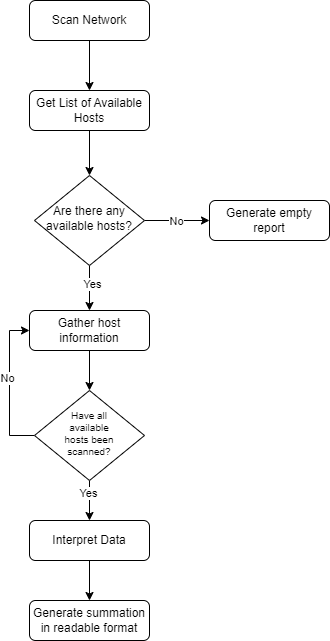 Scan Network
Get List of Available
Hosts
Are there any
available hosts?
No
Generate empty
report
Yes
Gather host
information
No
Have all
available
hosts been
scanned?
Yes
Interpret Data
Generate summation
in readable format